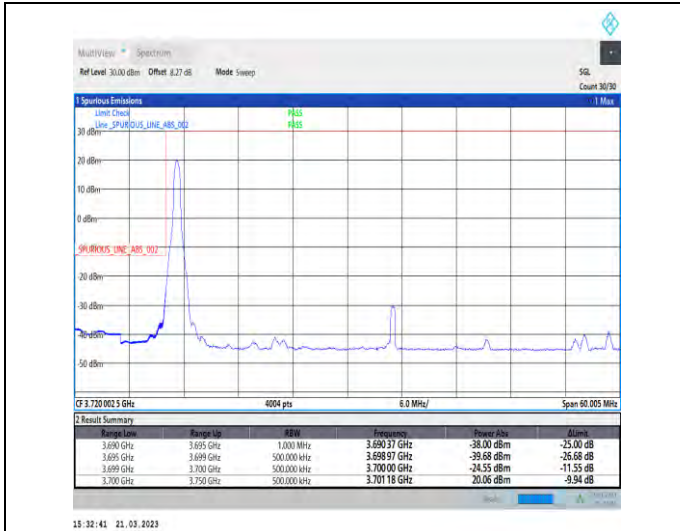 MultiView Spectrum
Ref Level 30.00 dBm Offset 8.27 dB Mode Sweep SGL
Count 30/30
1 Spurious Emissions 1 Max
Limit Check PASS
Line _SPURIOUS_LINE_ABS_002 PASS
30 dBm
20 dBm
10 dBm
0 dBm
_SPURIOUS_LINE_ABS_002
-20 dBm
-30 dBm
-40 dBm
-50 dBm
CF 3.720 002 5 GHz 4004 pts 6.0 MHz/ Span 60.005 MHz
2 Result Summary
Range Low Range Up RBW Frequency Power Abs ΔLimit
3.690 GHz 3.695 GHz 1.000 MHz 3.690 37 GHz -38.00 dBm -25.00 dB
3.695 GHz 3.699 GHz 500.000 kHz 3.698 97 GHz -39.68 dBm -26.68 dB
3.699 GHz 3.700 GHz 500.000 kHz 3.700 00 GHz -24.55 dBm -11.55 dB
3.700 GHz 3.750 GHz 500.000 kHz 3.701 18 GHz 20.06 dBm -9.94 dB
15:32:41 21.03.2023